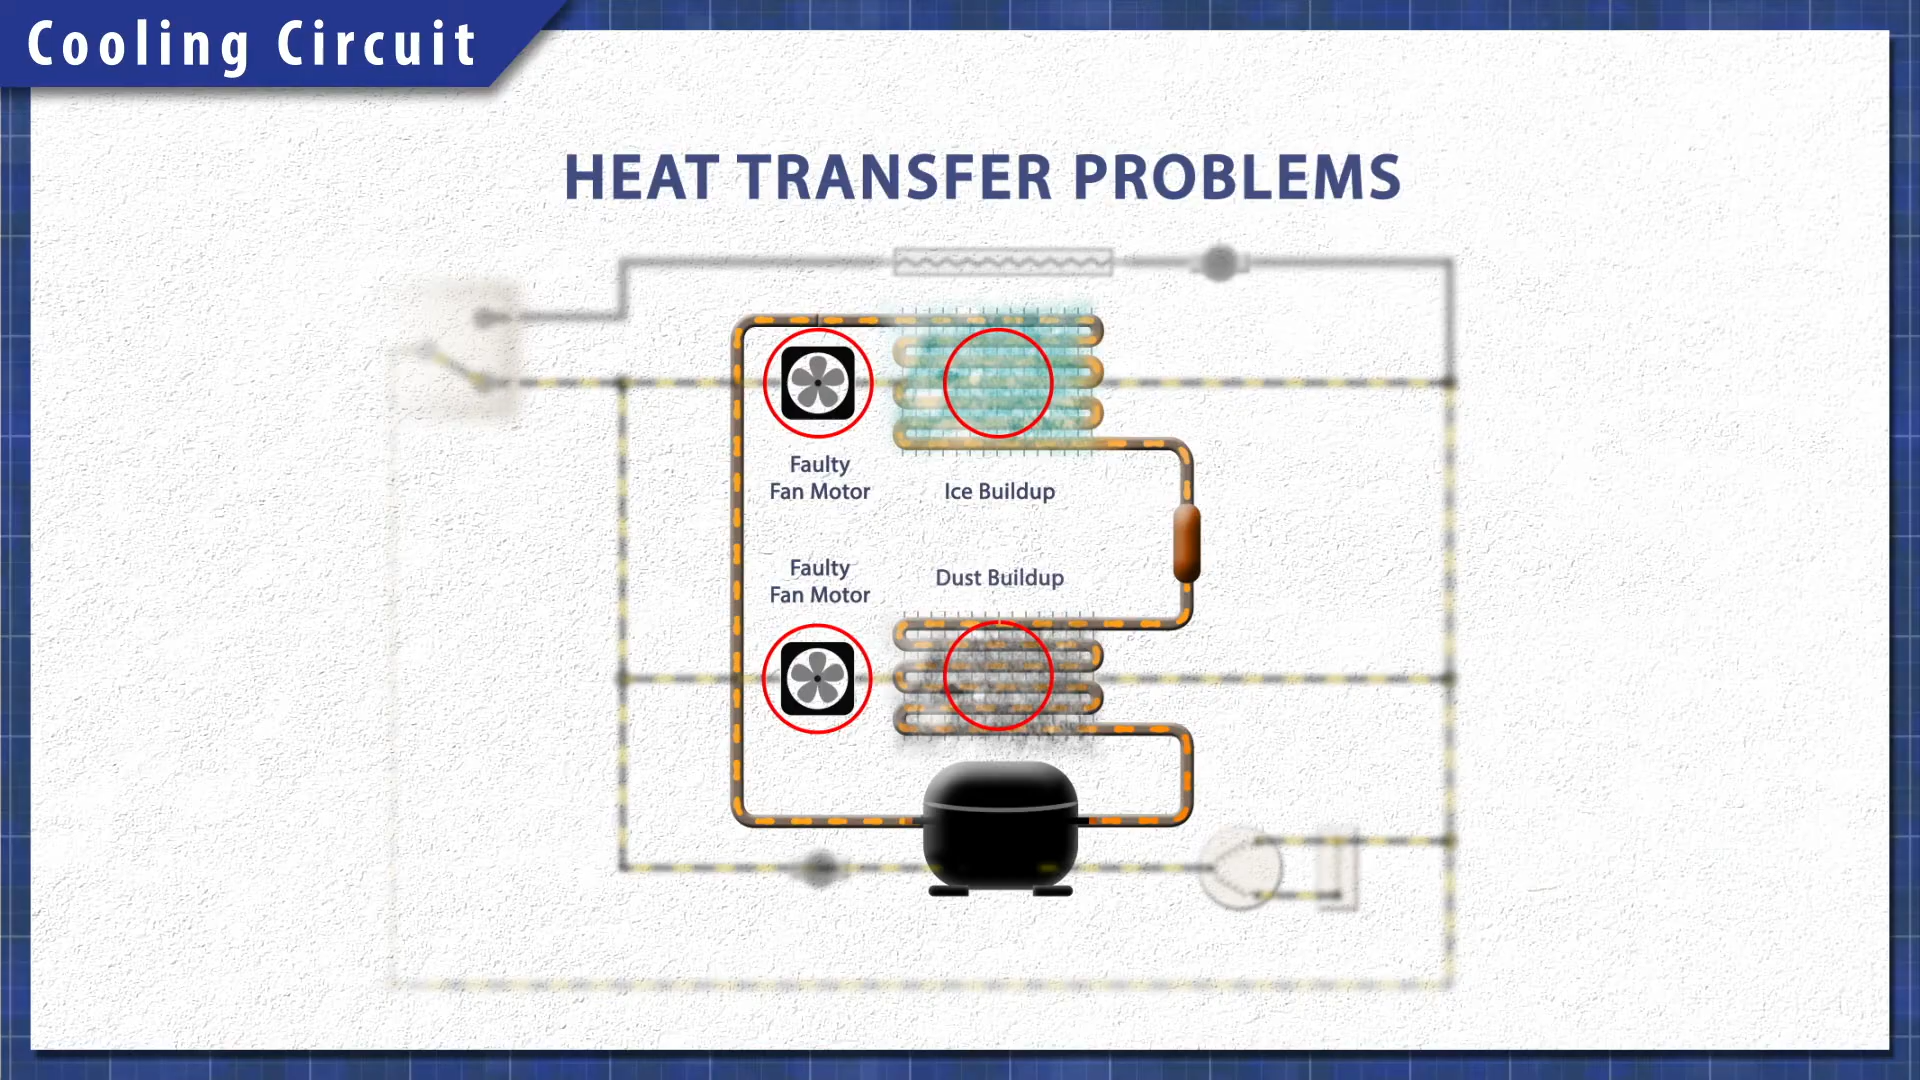 Cooling Circuit
HEAT TRANSFER PROBLEMS
Faulty
Fan Motor
Ice Buildup
Faulty
Fan Motor
Dust Buildup